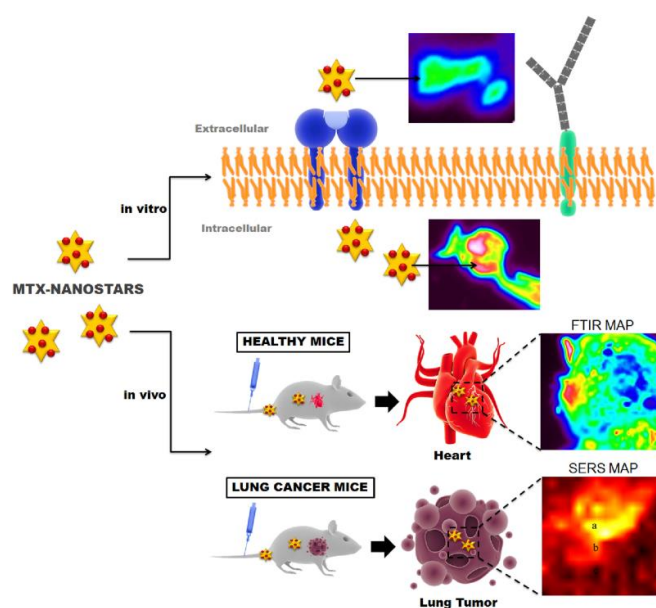 Extracellular
in vitro
Intracellular
MTX-NANOSTARS
in vivo
HEALTHY MICE
FTIR MAP
Heart
LUNG CANCER MICE
SERS MAP
a
b
Lung Tumor